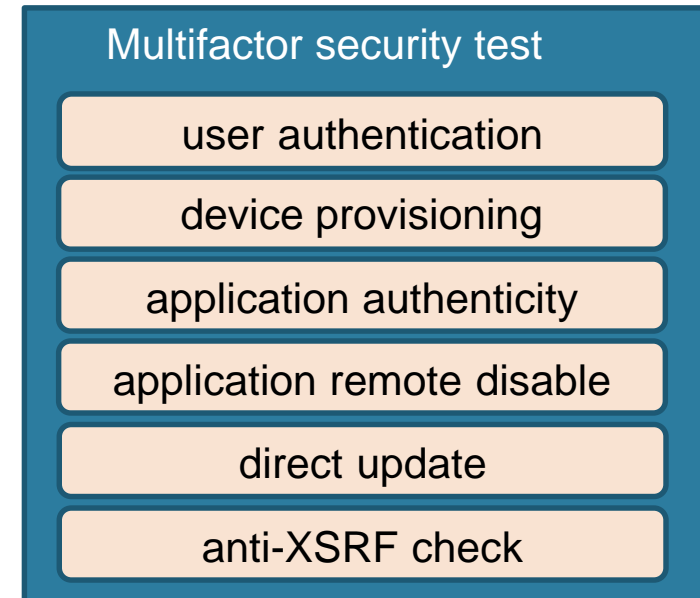 Multifactor security test
user authentication
device provisioning
application authenticity
application remote disable
direct update
anti-XSRF check